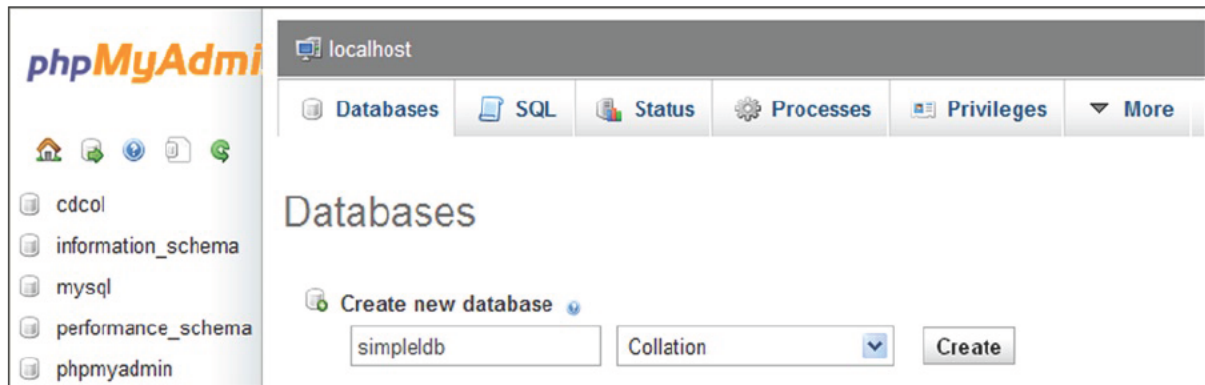 phpMyAdmi
localhost
Databases SQL Status Processes Privileges More
cdcol
information_schema
mysql
performance_schema
phpmyadmin
Databases
Create new database
simpleldb Collation Create